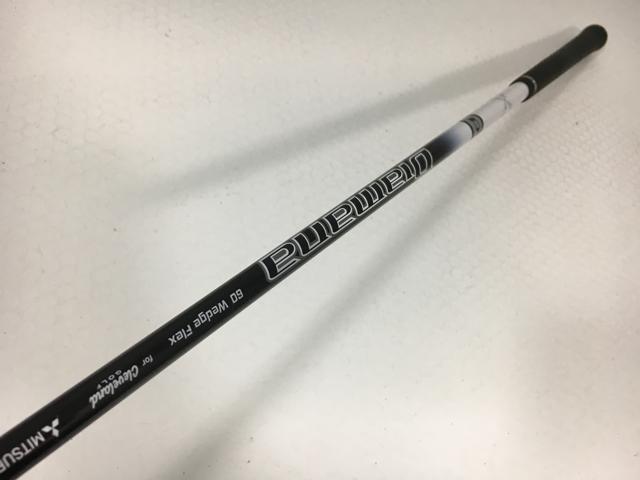 Diamana
60 Wedge Flex
for Cleveland
GOLF
MITSUB